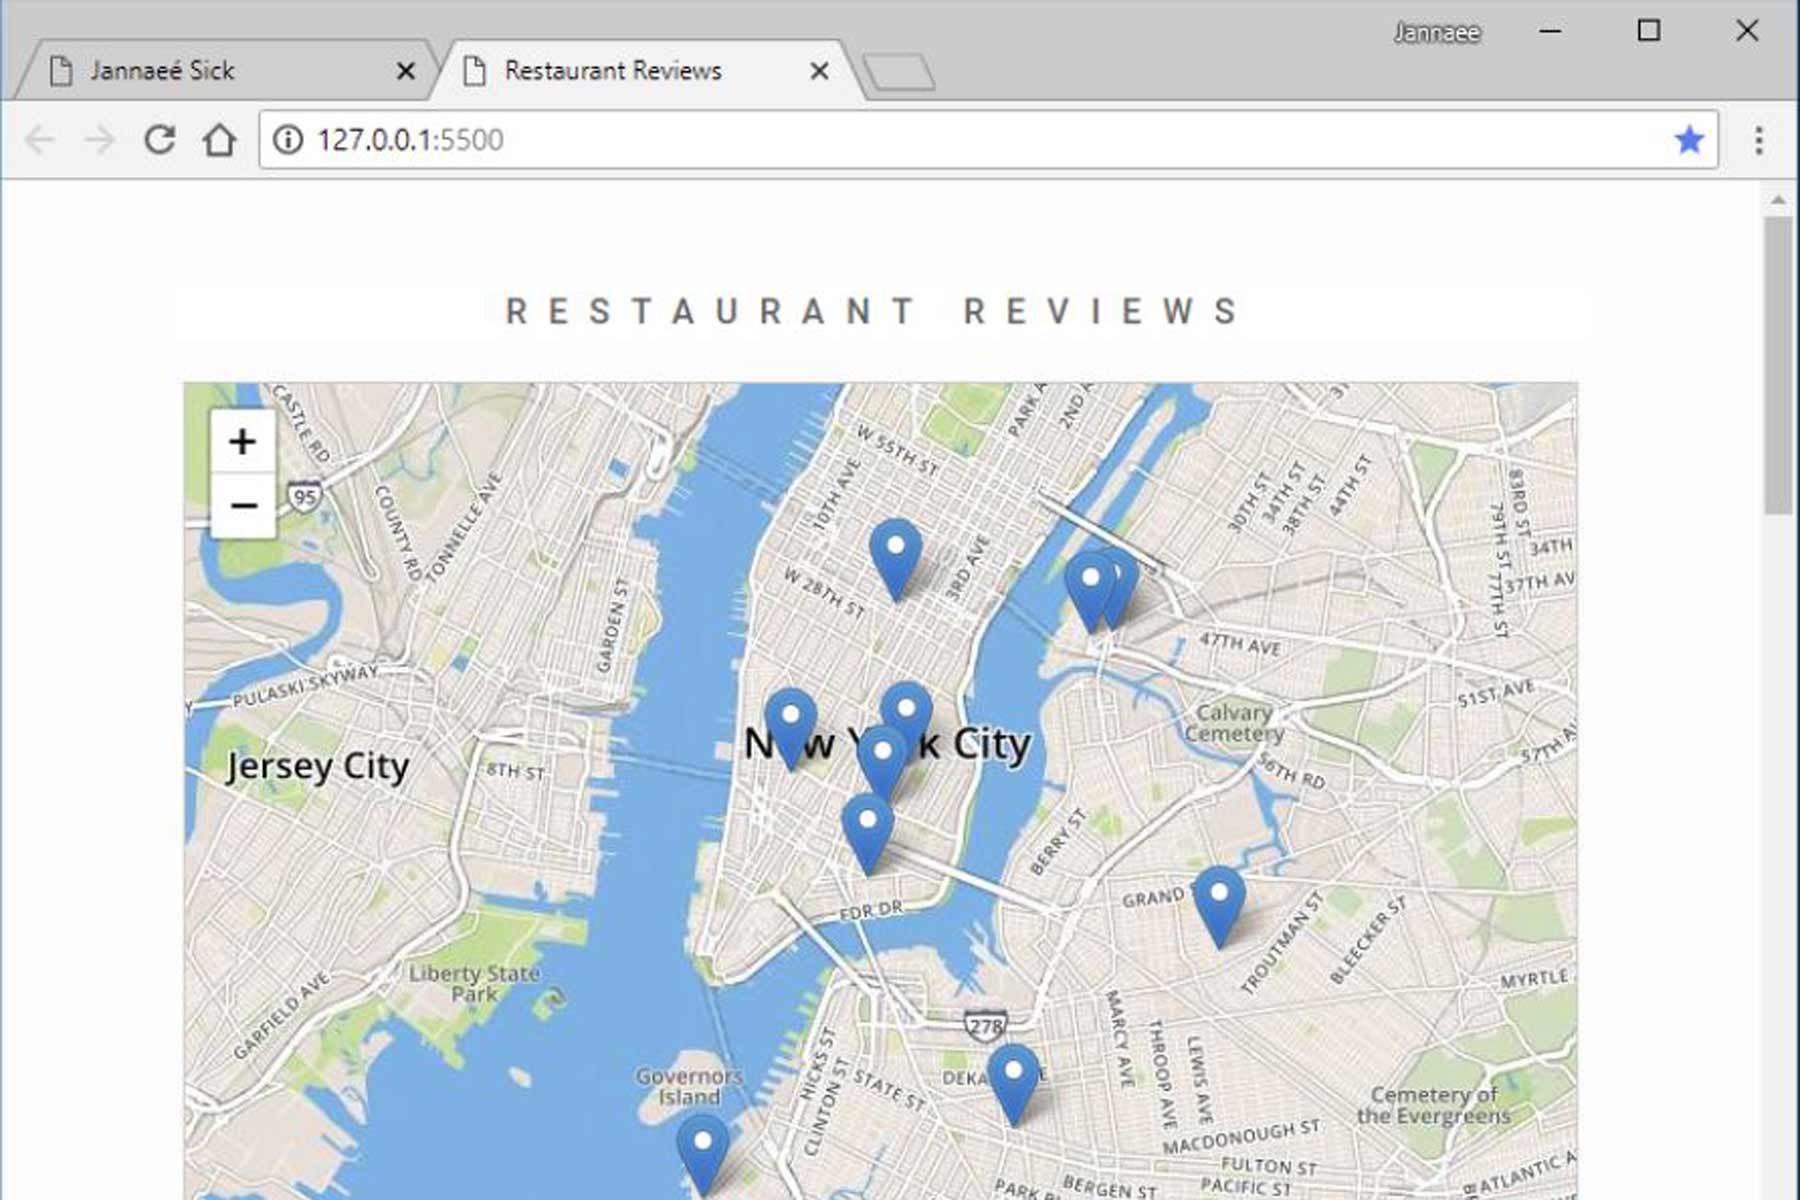 Jannaee
Jannaeé Sick
Restaurant Reviews
127.0.0.1:5500
RESTAURANT REVIEWS
+
−
95
CASTLE RD
COUNTY RD
TONNELLE AVE
GARDEN ST
PULASKI SKYWAY
Jersey City
8TH ST
W 55TH ST
10TH AVE
PARK A
2ND A
3RD AVE
W 28TH ST
30TH ST
34TH ST
38TH ST
44TH ST
83RD ST
79TH ST
77TH ST
34TH
37TH AV
47TH AVE
51ST AVE
Calvary
Cemetery
57TH A
56TH RD
New York City
BERRY ST
FDR DR
GRAND
TROUTMAN ST
BLEECKER ST
MYRTLE
Liberty State
Park
GARFIELD AVE
278
Governors
Island
HICKS ST
CLINTON ST
STATE ST
DEKA
E
MARCY AVE
THROOP AVE
LEWIS AVE
Cemetery of
the Evergreens
MACDONOUGH ST
FULTON ST
PACIFIC ST
BERGEN ST
ATLANTIC A